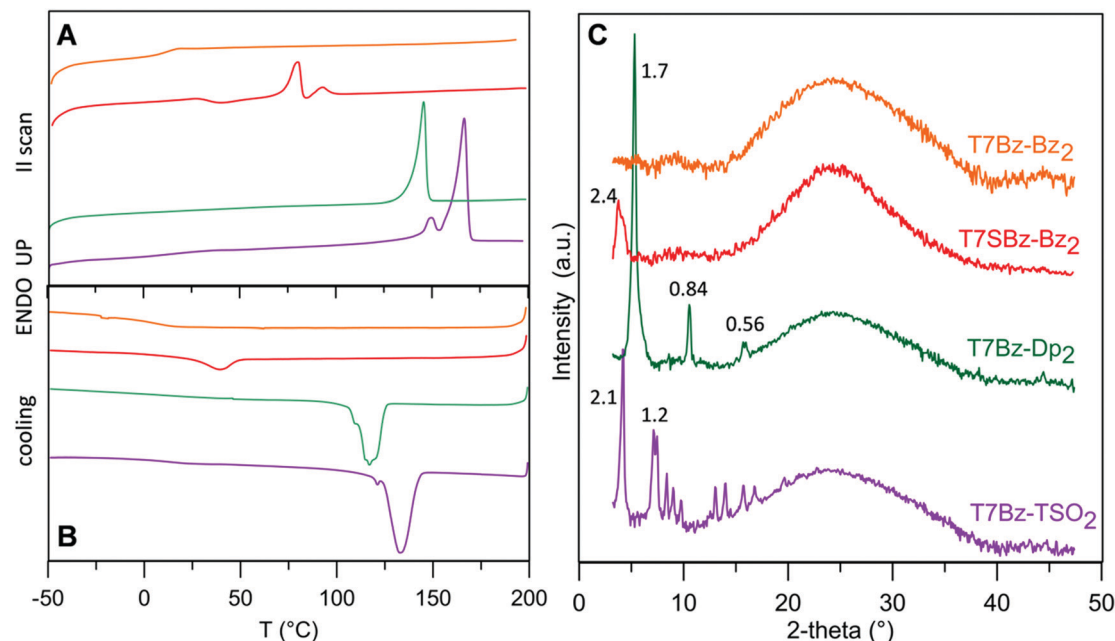 A
II scan
ENDO UP
cooling
B
-50 0 50 100 150 200
T (°C)
C
1.7
T7Bz-Bz2
2.4
T7SBz-Bz2
0.84
0.56
T7Bz-Dp2
2.1
1.2
T7Bz-TSO2
Intensity (a.u.)
0 10 20 30 40 50
2-theta (°)